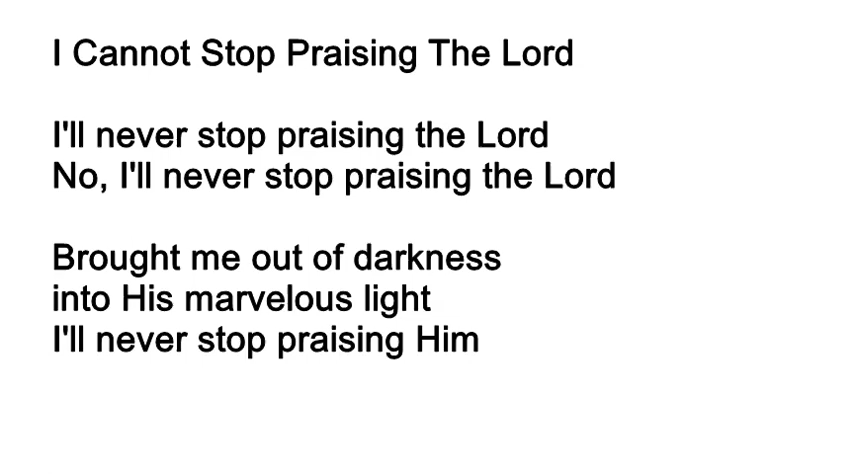 I Cannot Stop Praising The Lord
I'll never stop praising the Lord
No, I'll never stop praising the Lord
Brought me out of darkness
into His marvelous light
I'll never stop praising Him